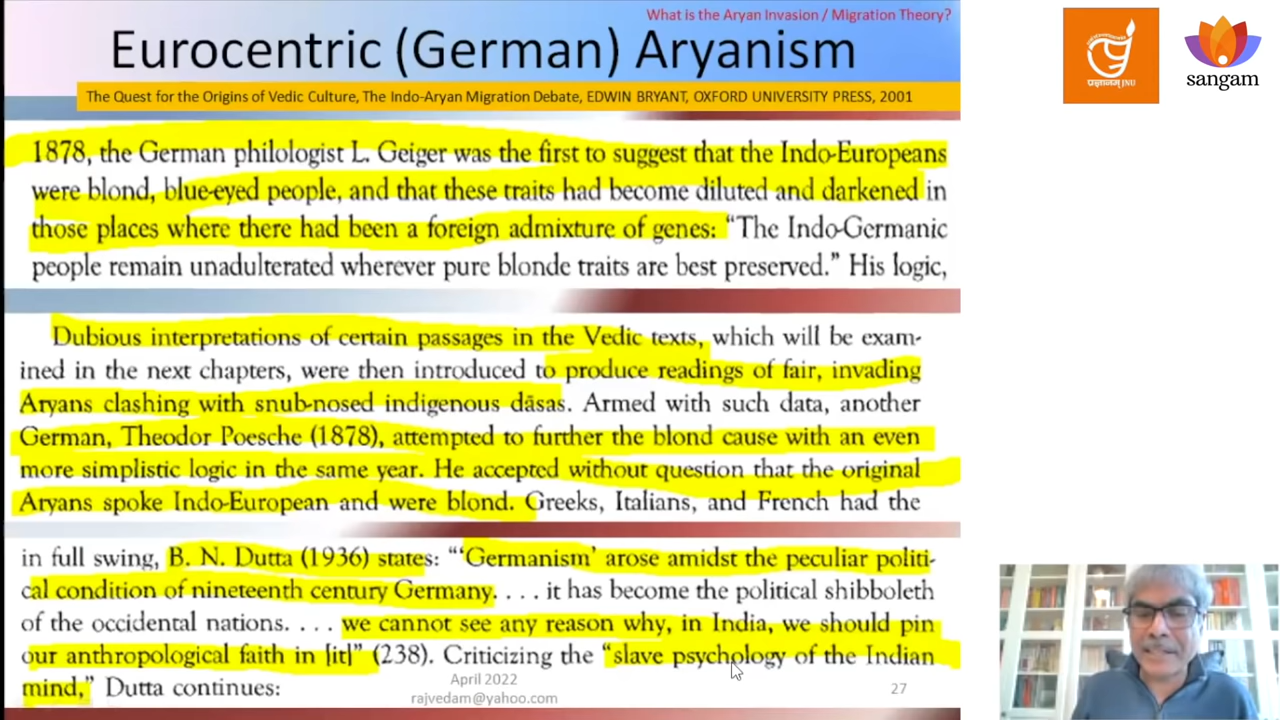 What is the Aryan Invasion / Migration Theory?
Eurocentric (German) Aryanism
The Quest for the Origins of Vedic Culture, The Indo-Aryan Migration Debate, EDWIN BRYANT, OXFORD UNIVERSITY PRESS, 2001
1878, the German philologist L. Geiger was the first to suggest that the Indo-Europeans
were blond, blue-eyed people, and that these traits had become diluted and darkened in
those places where there had been a foreign admixture of genes: “The Indo-Germanic
people remain unadulterated wherever pure blonde traits are best preserved.” His logic,
Dubious interpretations of certain passages in the Vedic texts, which will be exam-
ined in the next chapters, were then introduced to produce readings of fair, invading
Aryans clashing with snub-nosed indigenous dāsas. Armed with such data, another
German, Theodor Poesche (1878), attempted to further the blond cause with an even
more simplistic logic in the same year. He accepted without question that the original
Aryans spoke Indo-European and were blond. Greeks, Italians, and French had the
in full swing, B. N. Dutta (1936) states: “‘Germanism’ arose amidst the peculiar politi-
cal condition of nineteenth century Germany. . . . it has become the political shibboleth
of the occidental nations. . . . we cannot see any reason why, in India, we should pin
our anthropological faith in [it]” (238). Criticizing the “slave psychology of the Indian
mind,” Dutta continues:
April 2022
rajvedam@yahoo.com
27
प्रज्ञानम् JNU
sangam